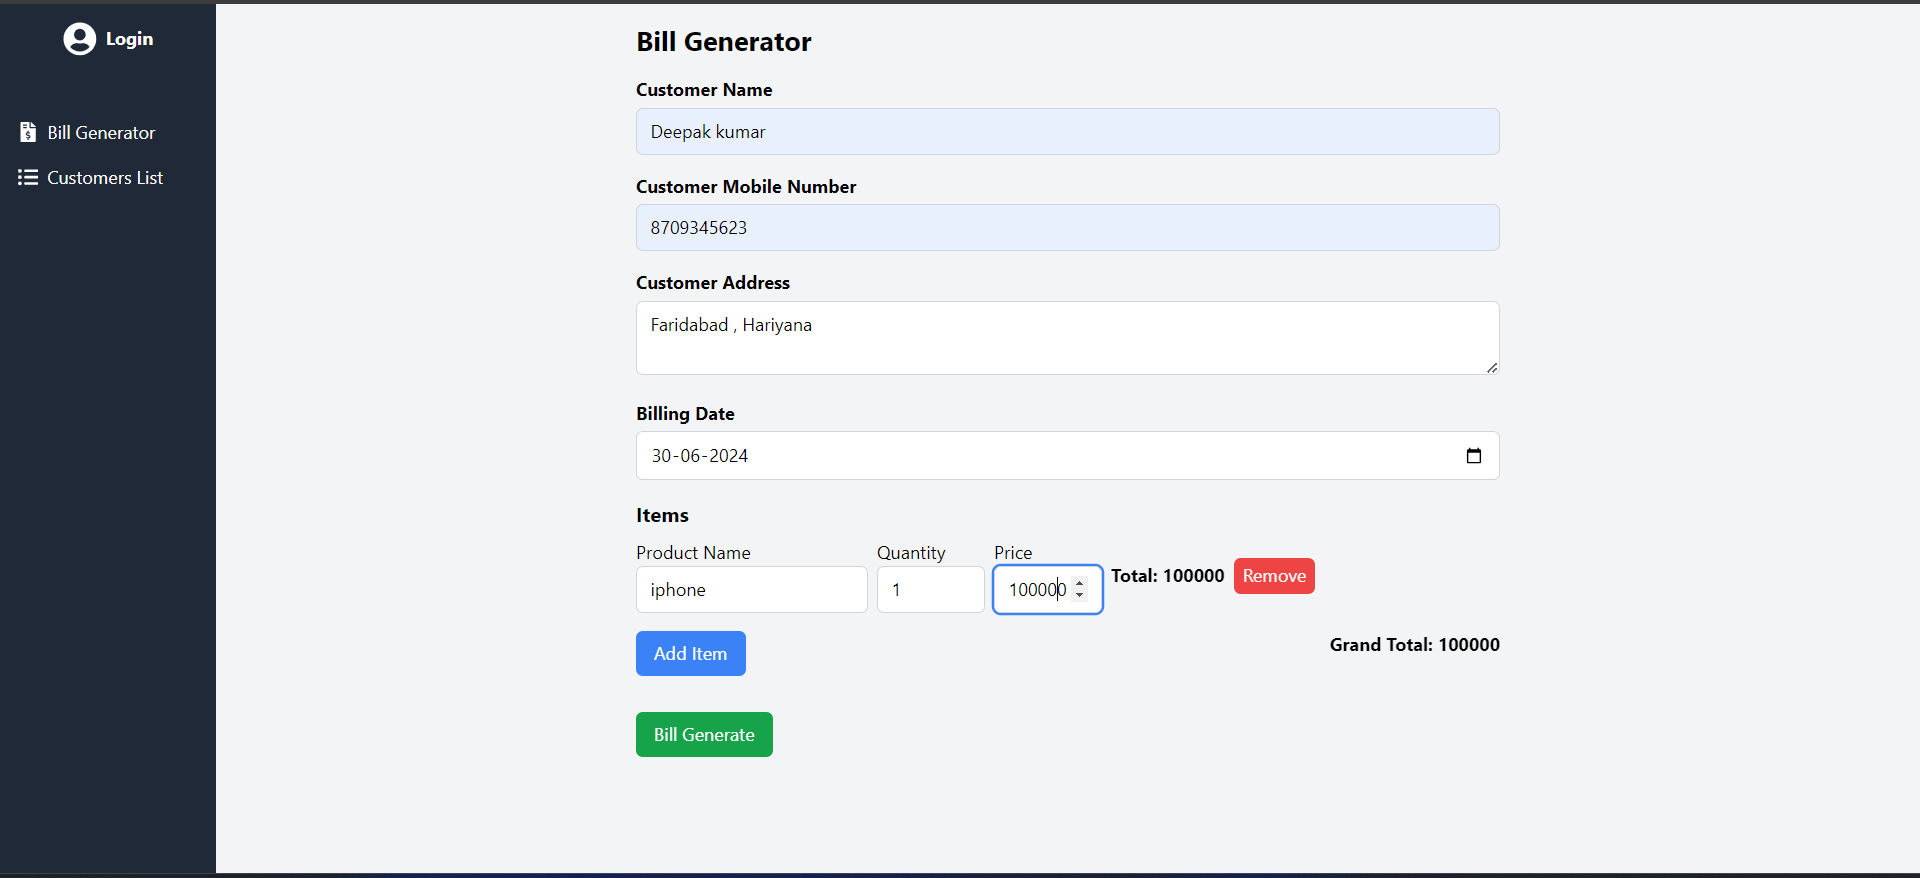 Login
Bill Generator
Customers List
Bill Generator
Customer Name
Deepak kumar
Customer Mobile Number
8709345623
Customer Address
Faridabad , Hariyana
Billing Date
30-06-2024
Items
Product Name Quantity Price
iphone 1 100000 Total: 100000 Remove
Add Item Grand Total: 100000
Bill Generate